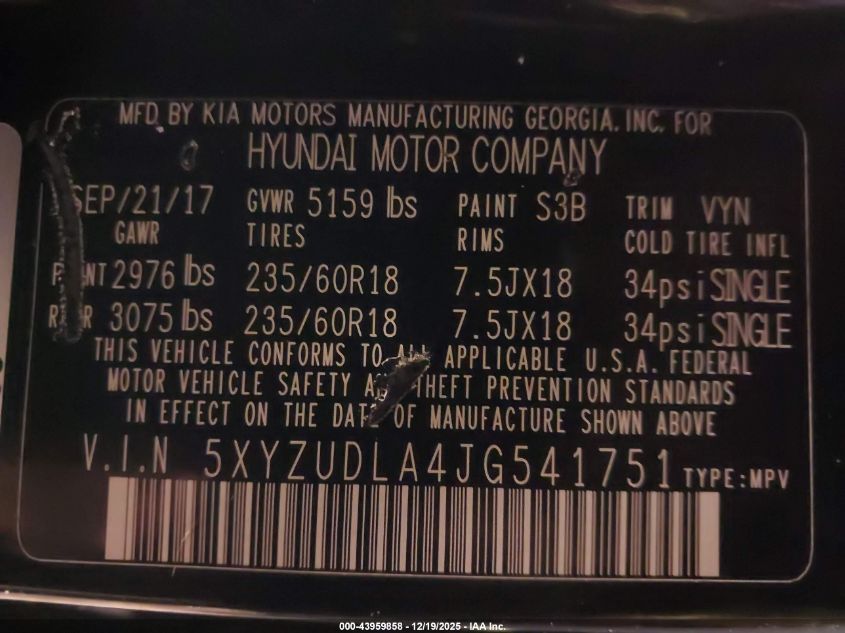 MFD BY KIA MOTORS MANUFACTURING GEORGIA. INC. FOR
HYUNDAI MOTOR COMPANY
SEP/21/17 GVWR 5159 lbs PAINT S3B TRIM VYN
GAWR TIRES RIMS COLD TIRE INFL
2976 lbs 235/60R18 7.5JX18 34psi SINGLE
3075 lbs 235/60R18 7.5JX18 34psi SINGLE
THIS VEHICLE CONFORMS TO ALL APPLICABLE U.S.A. FEDERAL
MOTOR VEHICLE SAFETY THEFT PREVENTION STANDARDS
IN EFFECT ON THE DATE OF MANUFACTURE SHOWN ABOVE
V.I.N 5XYZUDLA4JG541751 TYPE:MPV
000-43959858 - 12/19/2025 - IAA Inc.